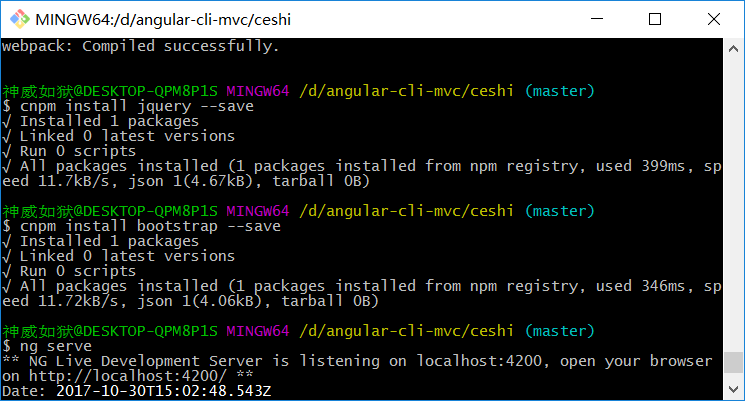 MINGW64:/d/angular-cli-mvc/ceshi
webpack: Compiled successfully.
神威如狱@DESKTOP-QPM8P1S MINGW64 /d/angular-cli-mvc/ceshi (master)
$ cnpm install jquery --save
√ Installed 1 packages
√ Linked 0 latest versions
√ Run 0 scripts
√ All packages installed (1 packages installed from npm registry, used 399ms, sp
eed 11.7kB/s, json 1(4.67kB), tarball 0B)
神威如狱@DESKTOP-QPM8P1S MINGW64 /d/angular-cli-mvc/ceshi (master)
$ cnpm install bootstrap --save
√ Installed 1 packages
√ Linked 0 latest versions
√ Run 0 scripts
√ All packages installed (1 packages installed from npm registry, used 346ms, sp
eed 11.72kB/s, json 1(4.06kB), tarball 0B)
神威如狱@DESKTOP-QPM8P1S MINGW64 /d/angular-cli-mvc/ceshi (master)
$ ng serve
** NG Live Development Server is listening on localhost:4200, open your browser
on http://localhost:4200/ **
Date: 2017-10-30T15:02:48.543Z